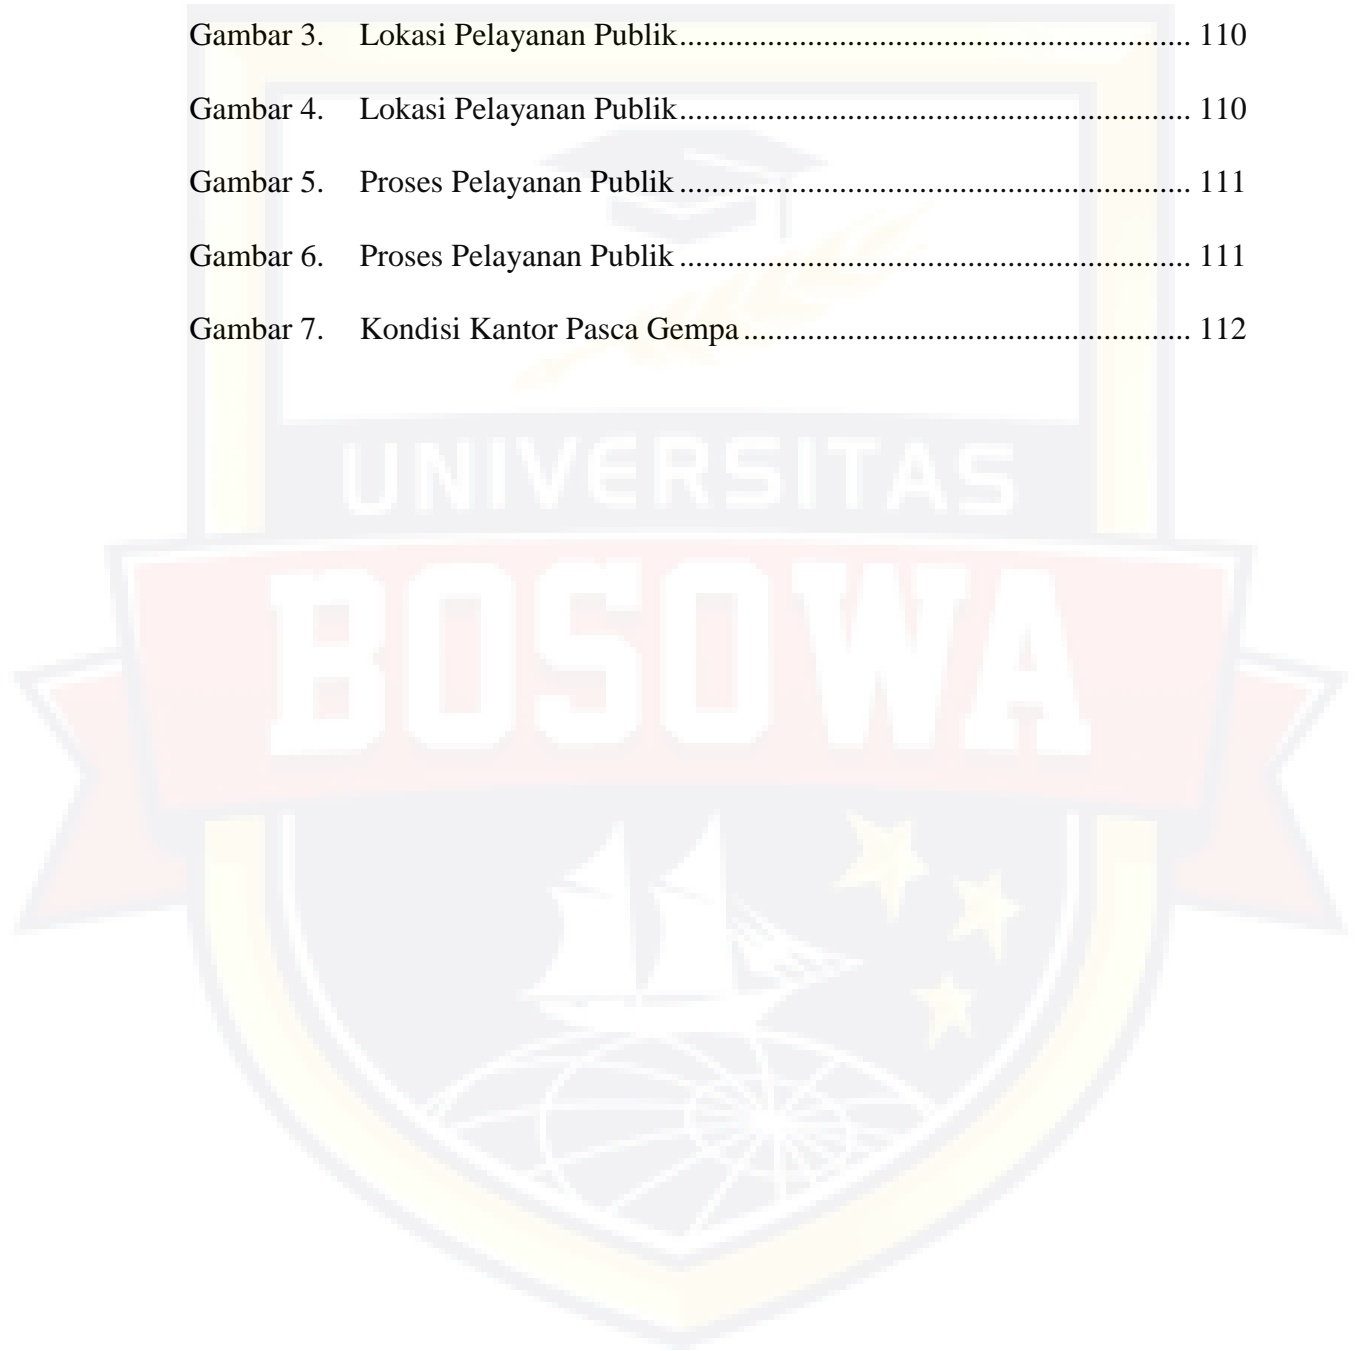 Gambar 3. Lokasi Pelayanan Publik................................................................ 110
Gambar 4. Lokasi Pelayanan Publik................................................................ 110
Gambar 5. Proses Pelayanan Publik ................................................................ 111
Gambar 6. Proses Pelayanan Publik ................................................................ 111
Gambar 7. Kondisi Kantor Pasca Gempa........................................................ 112
UNIVERSITAS
BOSOWA